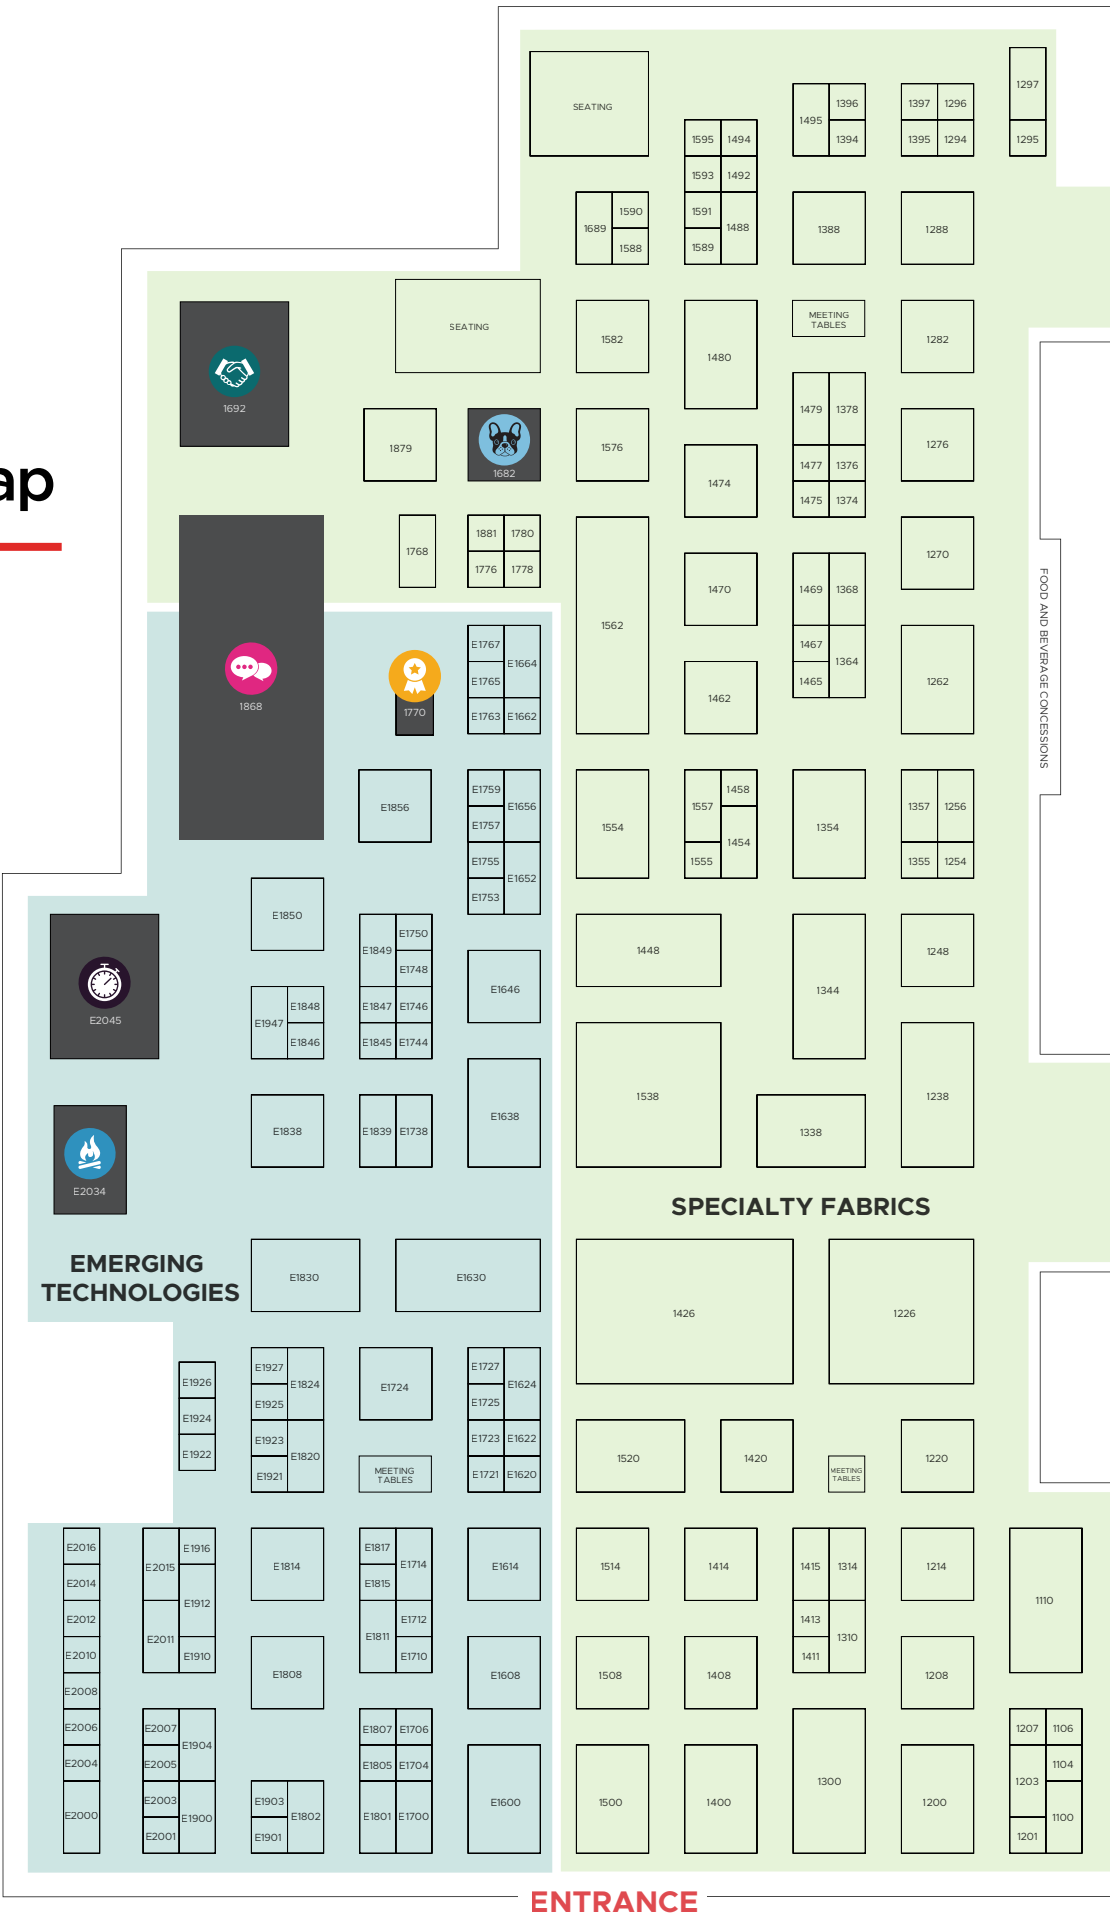 ap
SEATING
1297
1295
1495
1396
1394
1397
1296
1395
1294
1595
1494
1593
1492
1591
1488
1589
1689
1590
1588
1388
1288
SEATING
1692
1582
1480
MEETING
TABLES
1282
1879
1682
1576
1474
1479
1378
1477
1376
1475
1374
1276
1768
1881
1780
1776
1778
1562
1470
1469
1368
1467
1364
1465
1270
FOOD AND BEVERAGE CONCESSIONS
1868
1770
E1767
E1664
E1765
E1763
E1662
1462
1262
E1856
E1759
E1656
E1757
E1755
E1652
E1753
1554
1557
1458
1454
1555
1354
1357
1256
1355
1254
E1850
E2045
E1849
E1750
E1748
E1847
E1746
E1845
E1744
E1947
E1848
E1846
E1646
1448
1344
1248
E2034
E1838
E1839
E1738
E1638
1538
1338
1238
SPECIALTY FABRICS
EMERGING
TECHNOLOGIES
E1830
E1630
1426
1226
E1926
E1924
E1922
E1927
E1824
E1925
E1923
E1820
E1921
E1724
MEETING
TABLES
E1727
E1624
E1725
E1723
E1622
E1721
E1620
1520
1420
MEETING
TABLES
1220
E2016
E2014
E2012
E2010
E2008
E2006
E2004
E2000
E2015
E1916
E1912
E2011
E1910
E1814
E1817
E1714
E1815
E1811
E1712
E1710
E1614
1514
1414
1415
1314
1413
1310
1411
1214
1110
E1808
E1608
1508
1408
1208
E2007
E1904
E2005
E2003
E1900
E2001
E1903
E1802
E1901
E1807
E1706
E1805
E1704
E1801
E1700
E1600
1500
1400
1300
1200
1207
1106
1104
1203
1100
1201
ENTRANCE